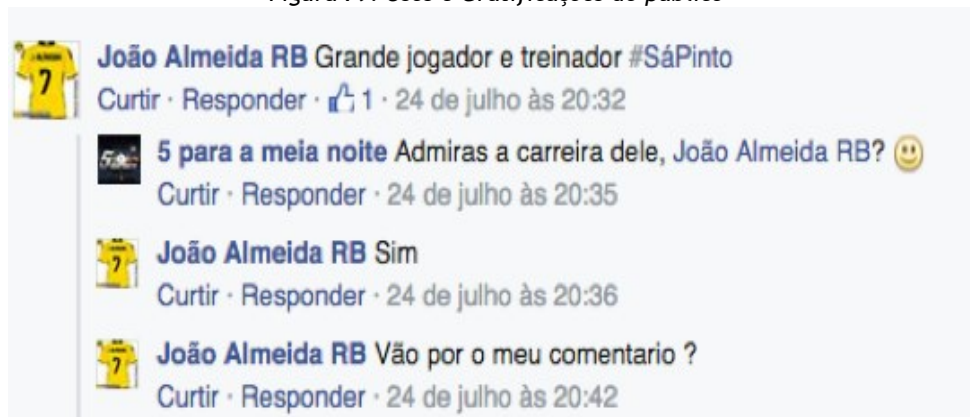 João Almeida RB Grande jogador e treinador #SáPinto
Curtir · Responder · 1 · 24 de julho às 20:32
5 para a meia noite Admiras a carreira dele, João Almeida RB?
Curtir · Responder · 24 de julho às 20:35
João Almeida RB Sim
Curtir · Responder · 24 de julho às 20:36
João Almeida RB Vão por o meu comentario ?
Curtir · Responder · 24 de julho às 20:42